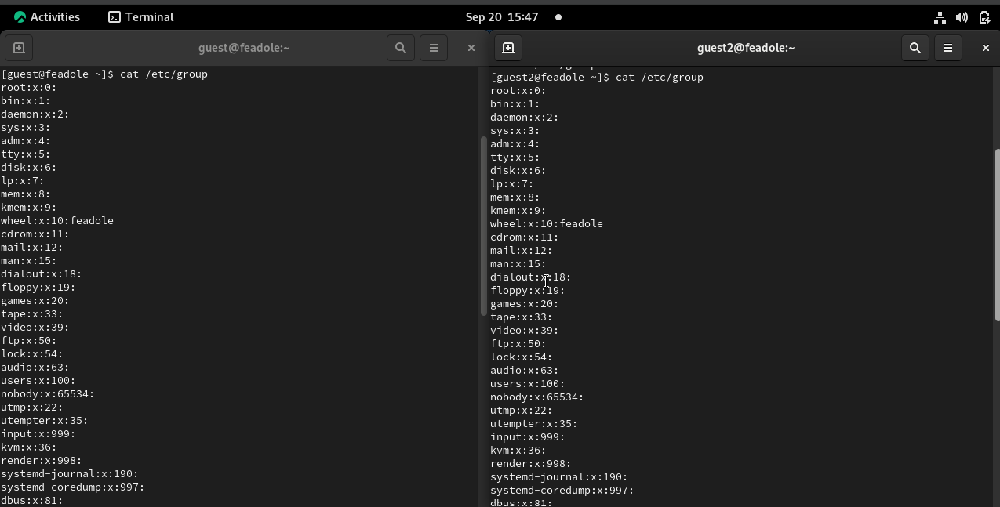 Activities Terminal Sep 20 15:47
guest@feadole:~
[guest@feadole ~]$ cat /etc/group
root:x:0:
bin:x:1:
daemon:x:2:
sys:x:3:
adm:x:4:
tty:x:5:
disk:x:6:
lp:x:7:
mem:x:8:
kmem:x:9:
wheel:x:10:feadole
cdrom:x:11:
mail:x:12:
man:x:15:
dialout:x:18:
floppy:x:19:
games:x:20:
tape:x:33:
video:x:39:
ftp:x:50:
lock:x:54:
audio:x:63:
users:x:100:
nobody:x:65534:
utmp:x:22:
utempter:x:35:
input:x:999:
kvm:x:36:
render:x:998:
systemd-journal:x:190:
systemd-coredump:x:997:
dbus:x:81:
guest2@feadole:~
[guest2@feadole ~]$ cat /etc/group
root:x:0:
bin:x:1:
daemon:x:2:
sys:x:3:
adm:x:4:
tty:x:5:
disk:x:6:
lp:x:7:
mem:x:8:
kmem:x:9:
wheel:x:10:feadole
cdrom:x:11:
mail:x:12:
man:x:15:
dialout:x:18:
floppy:x:19:
games:x:20:
tape:x:33:
video:x:39:
ftp:x:50:
lock:x:54:
audio:x:63:
users:x:100:
nobody:x:65534:
utmp:x:22:
utempter:x:35:
input:x:999:
kvm:x:36:
render:x:998:
systemd-journal:x:190:
systemd-coredump:x:997:
dbus:x:81: